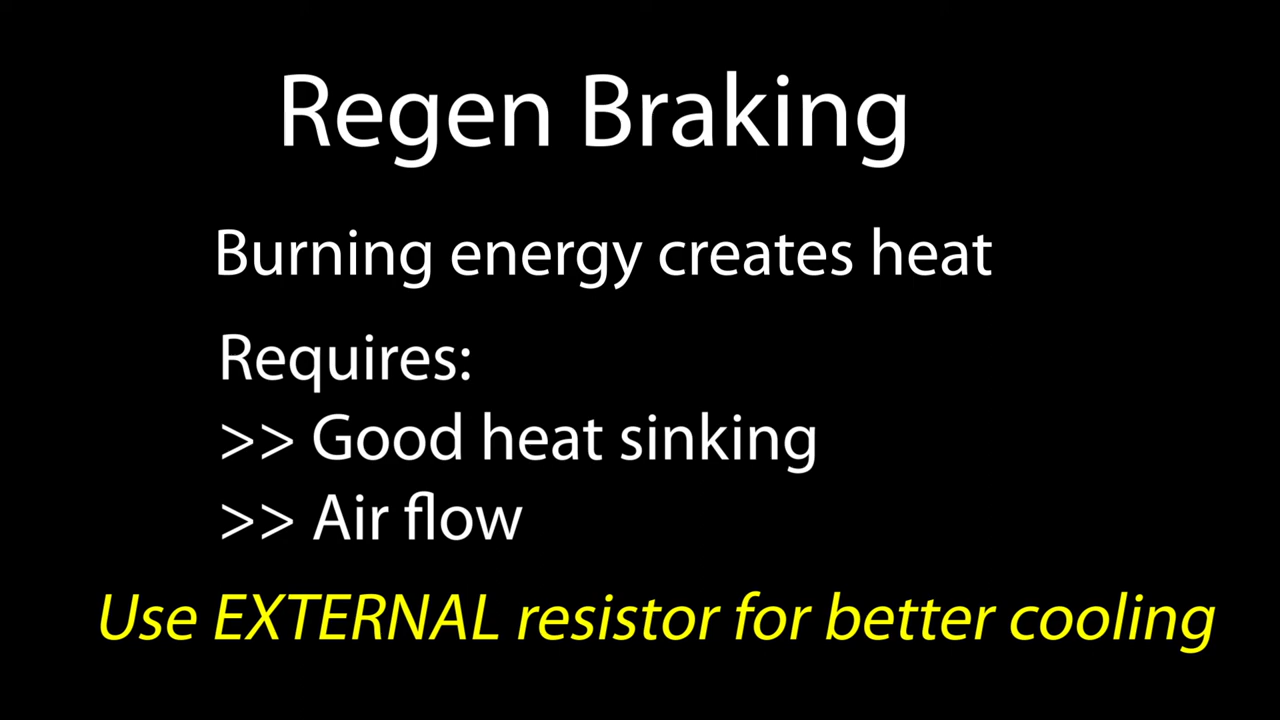 Regen Braking
Burning energy creates heat
Requires:
>> Good heat sinking
>> Air flow
Use EXTERNAL resistor for better cooling